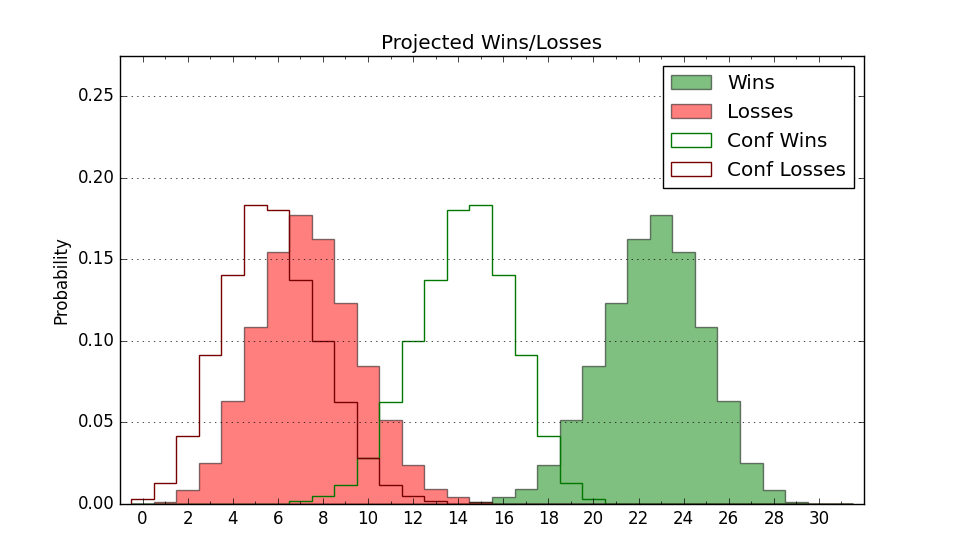 Projected Wins/Losses
Wins
Losses
Conf Wins
Conf Losses
Probability
0.25
0.20
0.15
0.10
0.05
0.00
0 2 4 6 8 10 12 14 16 18 20 22 24 26 28 30